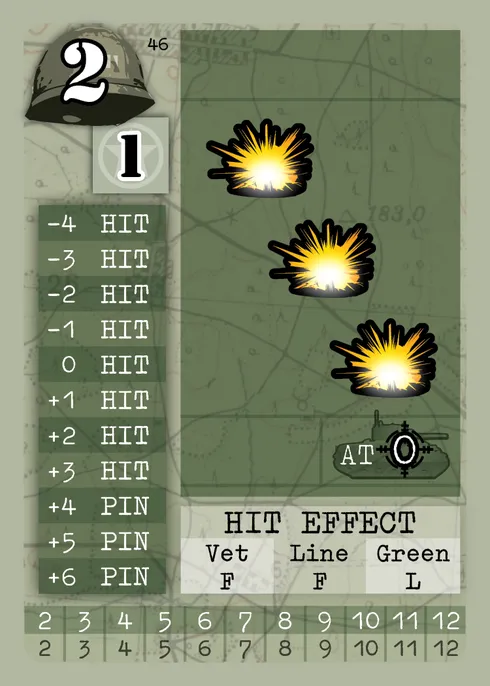 2
46
1
-4 HIT
-3 HIT
-2 HIT
-1 HIT
0 HIT
+1 HIT
+2 HIT
+3 HIT
+4 PIN
+5 PIN
+6 PIN
183,0
AT 0
HIT EFFECT
Vet Line Green
F F L
2 3 4 5 6 7 8 9 10 11 12
2 3 4 5 6 7 8 9 10 11 12